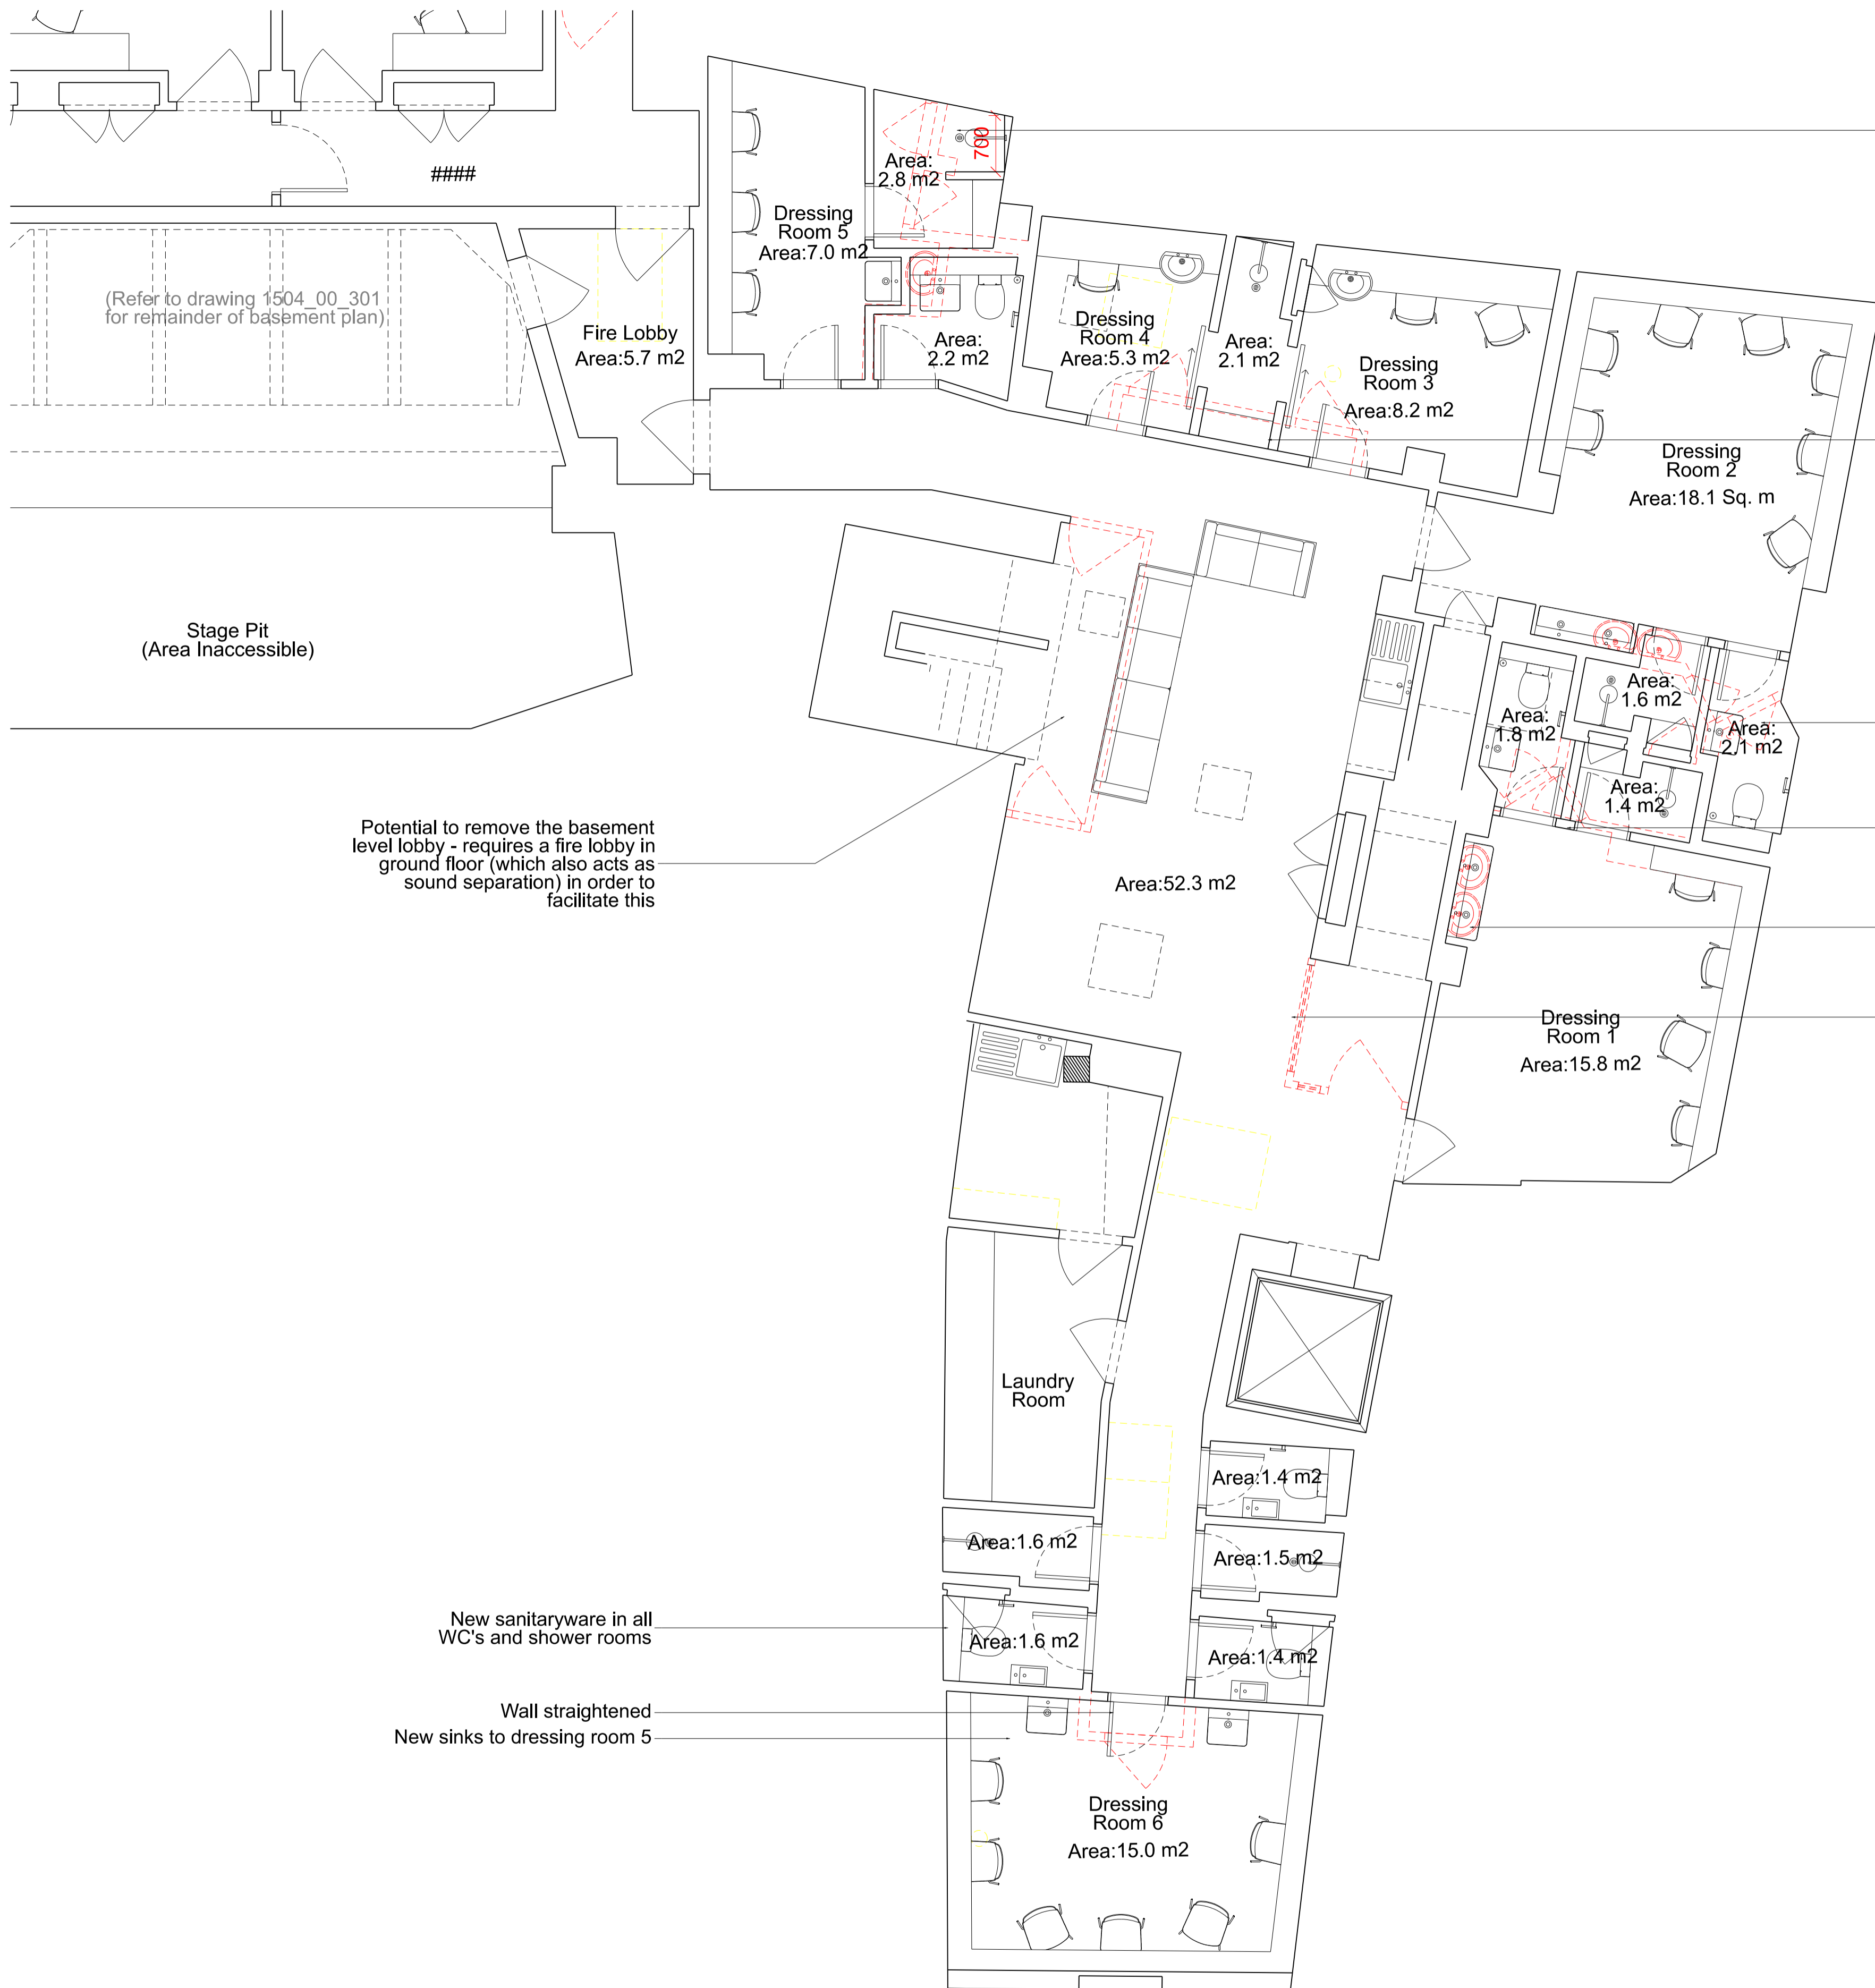 ####
700
Area:
2.8 m2
Dressing
Room 5
Area:7.0 m2
(Refer to drawing 1504_00_301
for remainder of basement plan)
Fire Lobby
Area:5.7 m2
Area:
2.2 m2
Dressing
Room 4
Area:5.3 m2
Area:
2.1 m2
Dressing
Room 3
Area:8.2 m2
Dressing
Room 2
Area:18.1 Sq. m
Stage Pit
(Area Inaccessible)
Area:
1.6 m2
Area:
1.8 m2
Area:
2.1 m2
Area:
1.4 m2
Potential to remove the basement
level lobby - requires a fire lobby in
ground floor (which also acts as
sound separation) in order to
facilitate this
Area:52.3 m2
Dressing
Room 1
Area:15.8 m2
Laundry
Room
Area:1.4 m2
Area:1.6 m2
Area:1.5 m2
New sanitaryware in all
WC's and shower rooms
Area:1.6 m2
Area:1.4 m2
Wall straightened
New sinks to dressing room 5
Dressing
Room 6
Area:15.0 m2